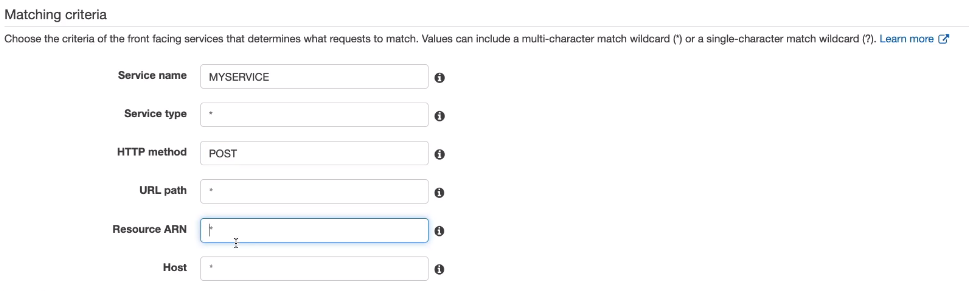 Matching criteria
Choose the criteria of the front facing services that determines what requests to match. Values can include a multi-character match wildcard (*) or a single-character match wildcard (?). Learn more
Service name MYSERVICE
Service type *
HTTP method POST
URL path *
Resource ARN *
Host *